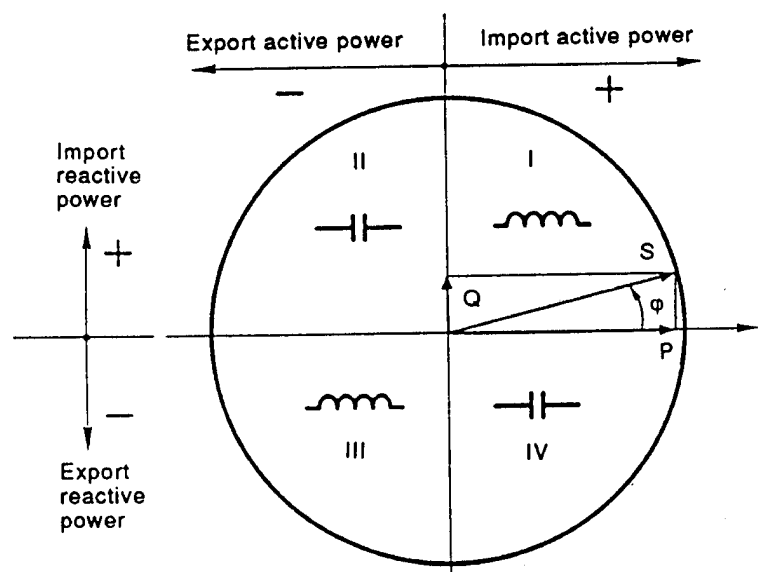 Export active power
Import active power
−
+
II
I
Import
reactive
power
+
S
Q
φ
P
−
III
IV
Export
reactive
power